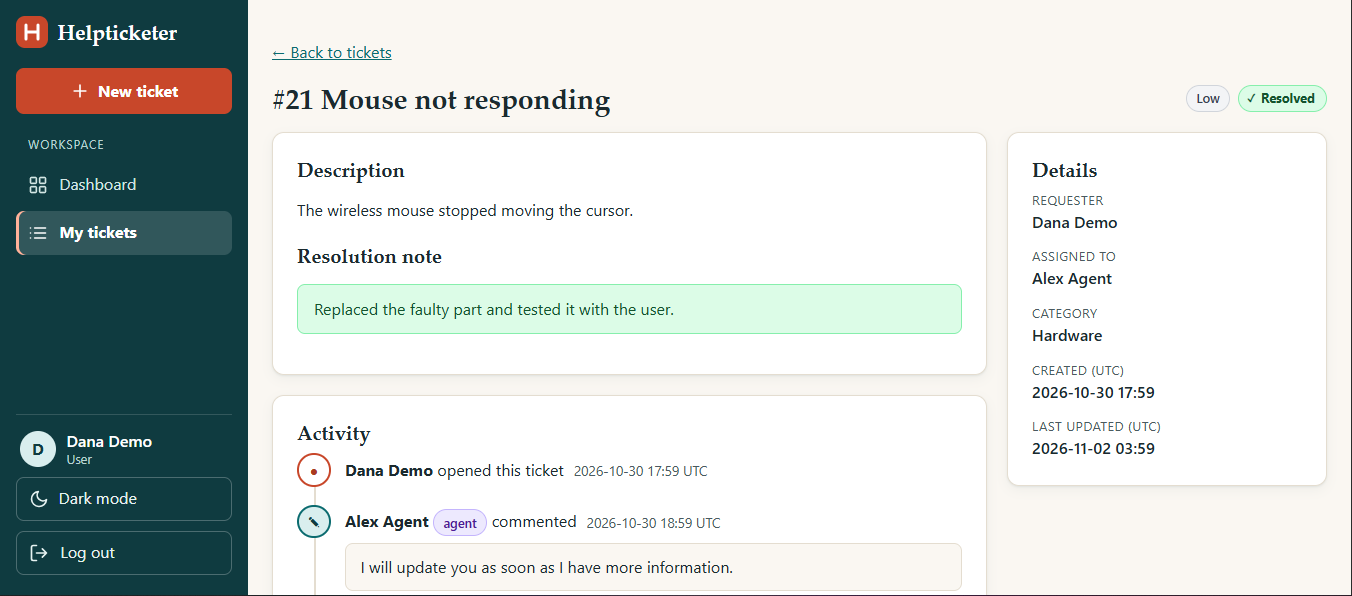 H Helpticketer
+ New ticket
WORKSPACE
Dashboard
My tickets
D
Dana Demo
User
Dark mode
Log out
← Back to tickets
#21 Mouse not responding
Low
✓ Resolved
Description
The wireless mouse stopped moving the cursor.
Resolution note
Replaced the faulty part and tested it with the user.
Activity
Dana Demo opened this ticket 2026-10-30 17:59 UTC
Alex Agent agent commented 2026-10-30 18:59 UTC
I will update you as soon as I have more information.
Details
REQUESTER
Dana Demo
ASSIGNED TO
Alex Agent
CATEGORY
Hardware
CREATED (UTC)
2026-10-30 17:59
LAST UPDATED (UTC)
2026-11-02 03:59